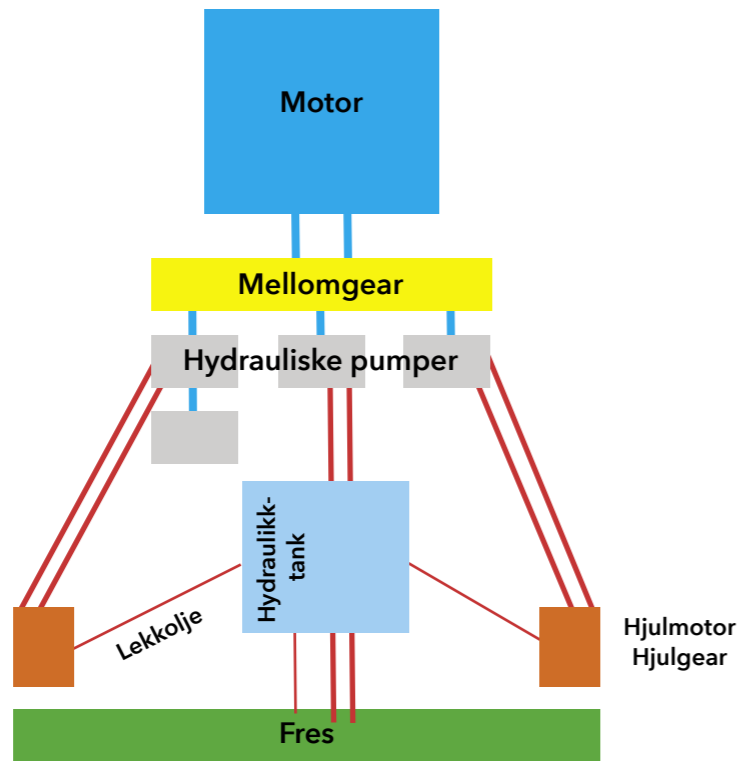 Motor
Mellomgear
Hydrauliske pumper
Hydraulikk-
tank
Lekkolje
Hjulmotor
Hjulgear
Fres